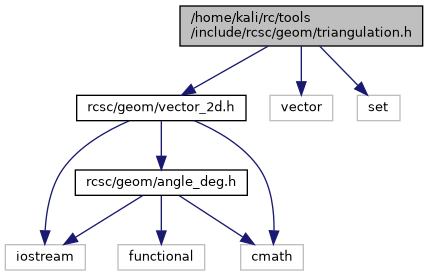 /home/kali/rc/tools
/include/rcsc/geom/triangulation.h
rcsc/geom/vector_2d.h
vector
set
rcsc/geom/angle_deg.h
iostream
functional
cmath